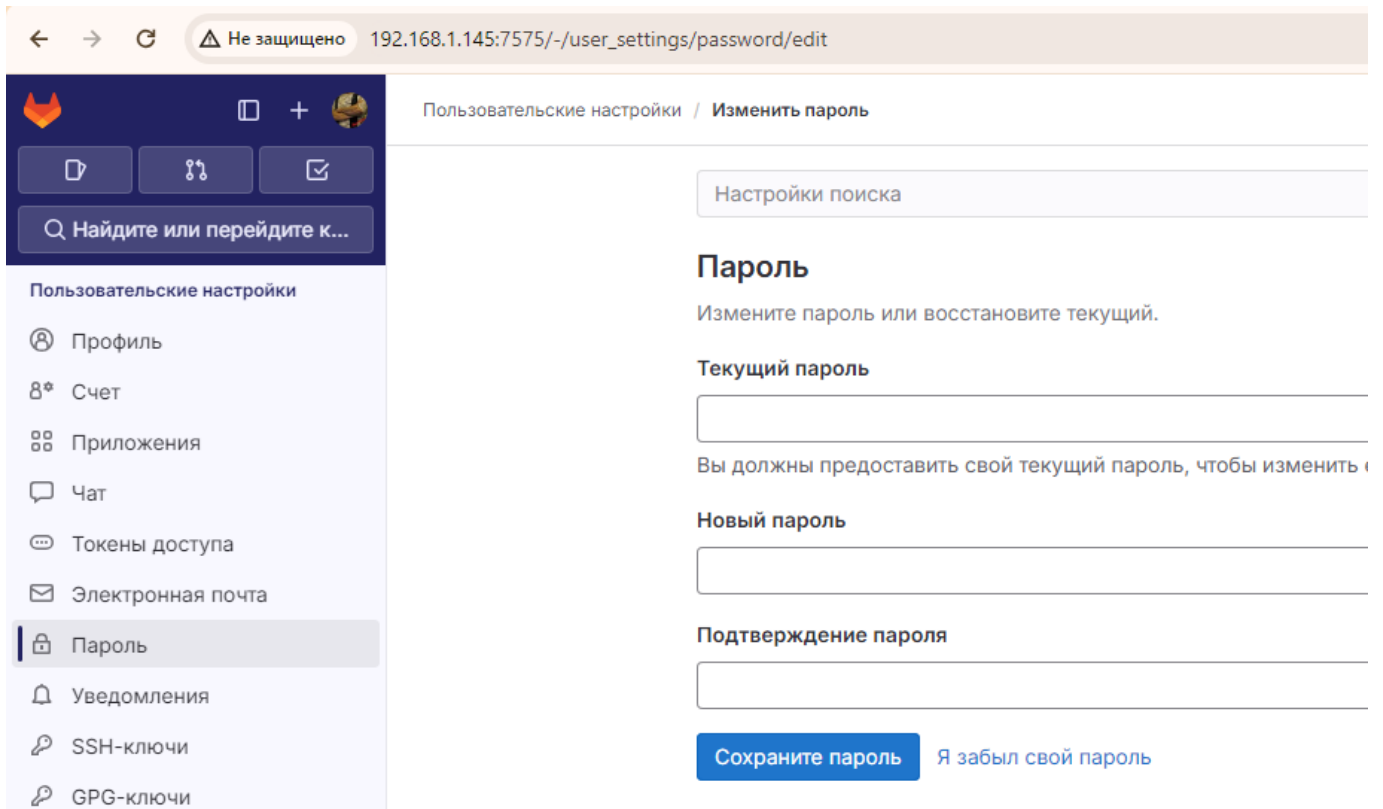 Не защищено 192.168.1.145:7575/-/user_settings/password/edit
Пользовательские настройки / Изменить пароль
Найдите или перейдите к...
Пользовательские настройки
Профиль
Счет
Приложения
Чат
Токены доступа
Электронная почта
Пароль
Уведомления
SSH-ключи
GPG-ключи
Настройки поиска
Пароль
Измените пароль или восстановите текущий.
Текущий пароль
Вы должны предоставить свой текущий пароль, чтобы изменить
Новый пароль
Подтверждение пароля
Сохраните пароль Я забыл свой пароль